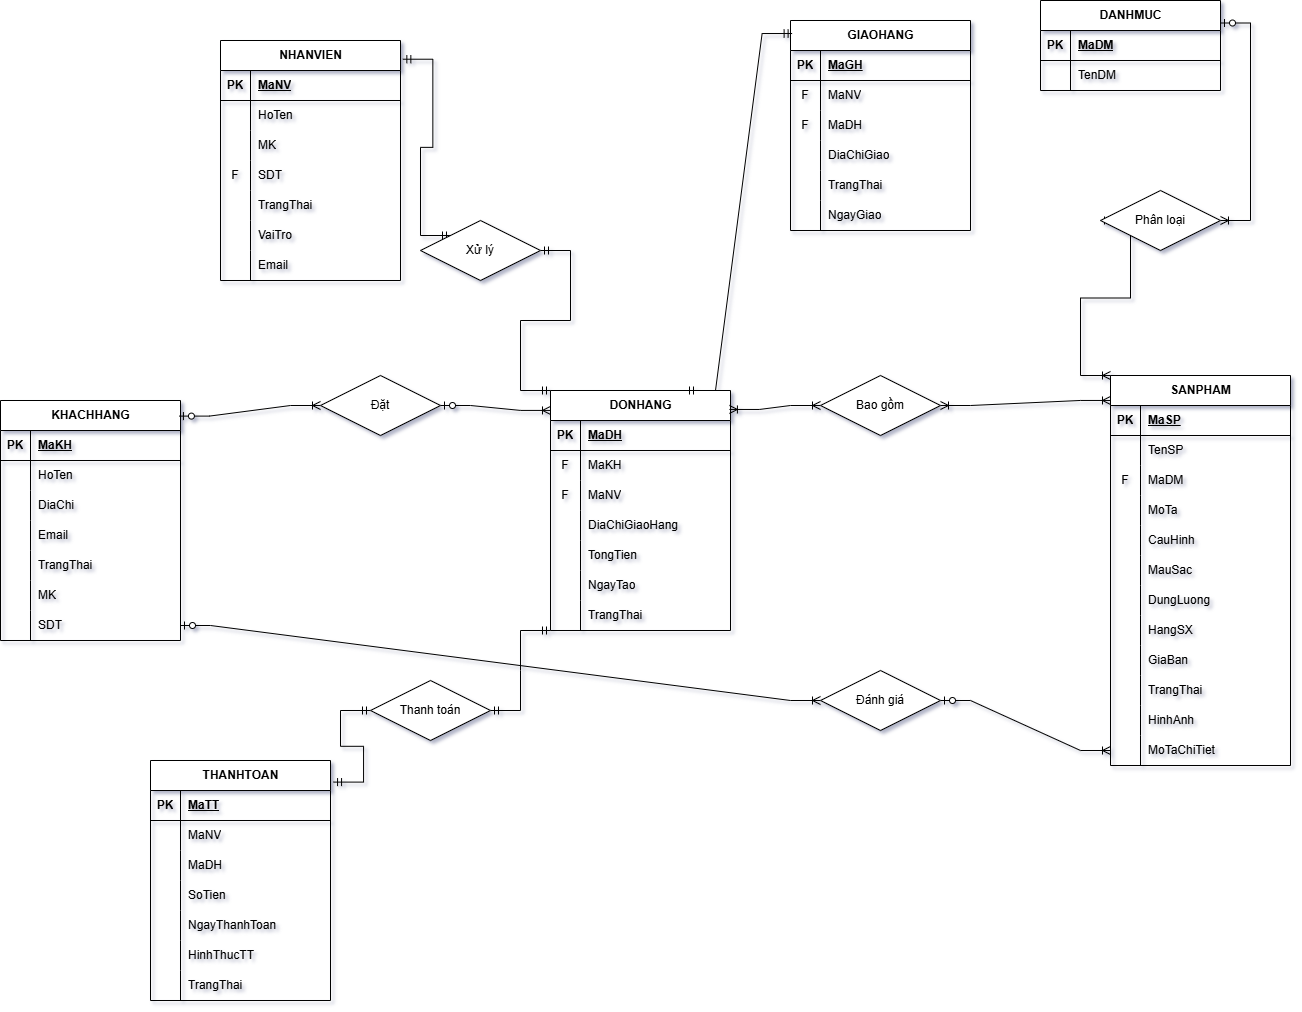 DANHMUC
PK MaDM
TenDM
GIAOHANG
PK MaGH
F MaNV
F MaDH
DiaChiGiao
TrangThai
NgayGiao
NHANVIEN
PK MaNV
HoTen
MK
F SDT
TrangThai
VaiTro
Email
Xử lý
Phân loại
KHACHHANG
PK MaKH
HoTen
DiaChi
Email
TrangThai
MK
SDT
Đặt
DONHANG
PK MaDH
F MaKH
F MaNV
DiaChiGiaoHang
TongTien
NgayTao
TrangThai
Bao gồm
SANPHAM
PK MaSP
TenSP
F MaDM
MoTa
CauHinh
MauSac
DungLuong
HangSX
GiaBan
TrangThai
HinhAnh
MoTaChiTiet
Thanh toán
Đánh giá
THANHTOAN
PK MaTT
MaNV
MaDH
SoTien
NgayThanhToan
HinhThucTT
TrangThai